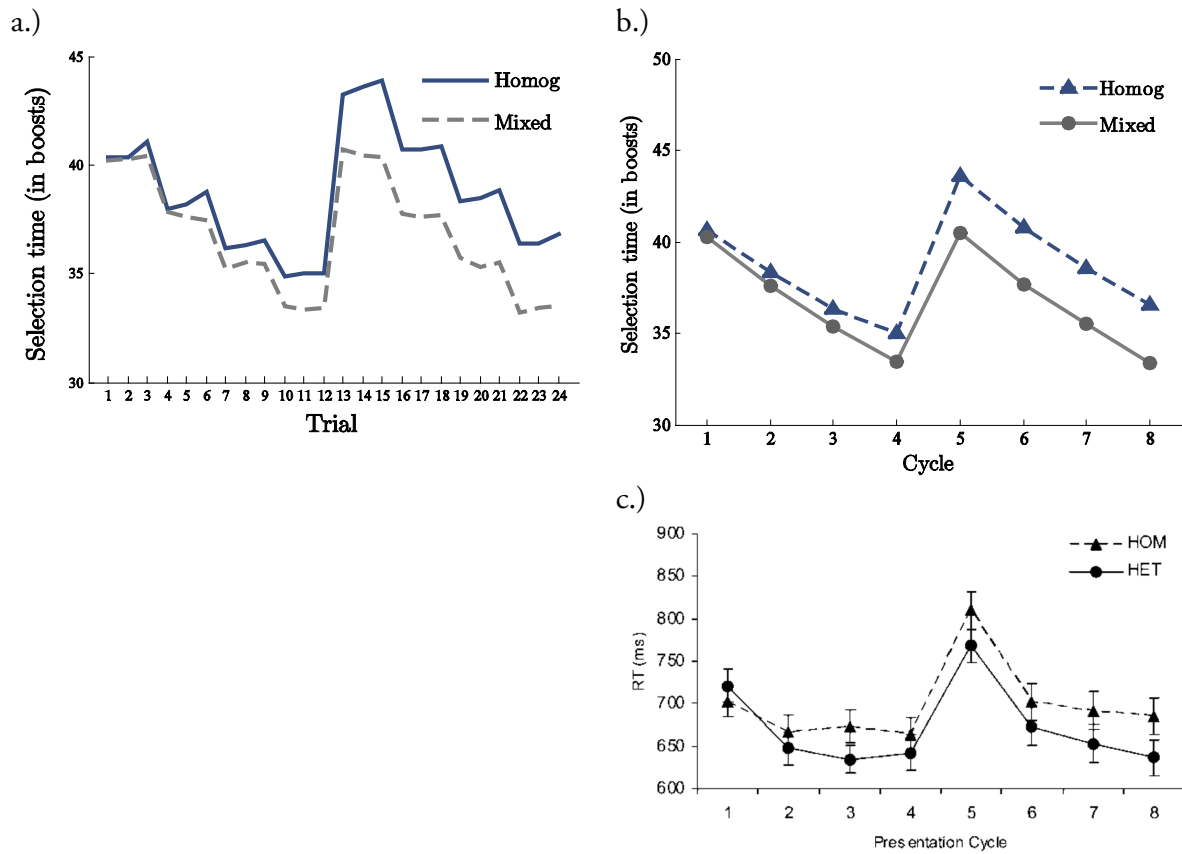 a.)
45
40
35
30
Selection time (in boosts)
Homog
Mixed
1 2 3 4 5 6 7 8 9 10 11 12 13 14 15 16 17 18 19 20 21 22 23 24
Trial
b.)
50
45
40
35
30
Selection time (in boosts)
Homog
Mixed
1 2 3 4 5 6 7 8
Cycle
c.)
900
850
800
750
700
650
600
RT (ms)
HOM
HET
1 2 3 4 5 6 7 8
Presentation Cycle